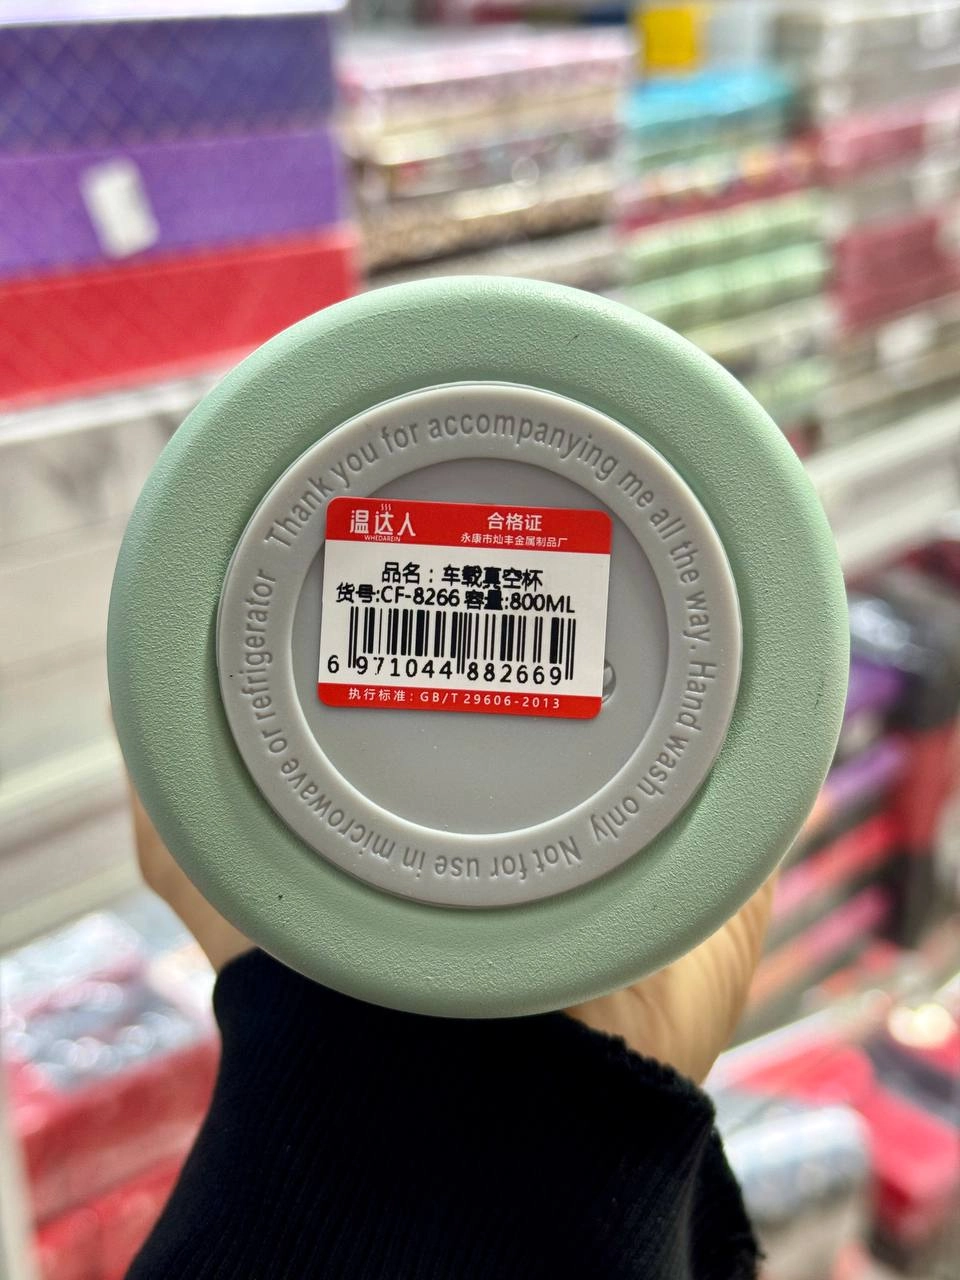 Thank you for accompanying me all the way. Hand wash only Not for use in microwave or refrigerator
温达人
WHEDAREIN
合格证
永康市灿丰金属制品厂
品名：车载真空杯
货号:CF-8266 容量:800ML
6 971044 882669
执行标准：GB/T 29606-2013